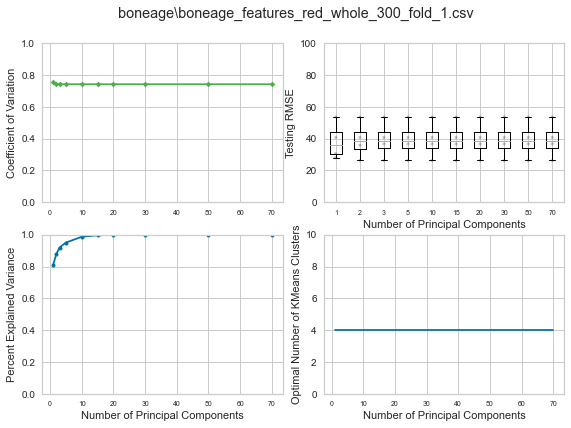 boneage\boneage_features_red_whole_300_fold_1.csv
Coefficient of Variation
1.0
0.8
0.6
0.4
0.2
0.0
0 10 20 30 40 50 60 70
Testing RMSE
100
80
60
40
20
0
1 2 3 5 10 15 20 30 50 70
Number of Principal Components
Percent Explained Variance
1.0
0.8
0.6
0.4
0.2
0.0
0 10 20 30 40 50 60 70
Number of Principal Components
Optimal Number of KMeans Clusters
10
8
6
4
2
0
0 10 20 30 40 50 60 70
Number of Principal Components